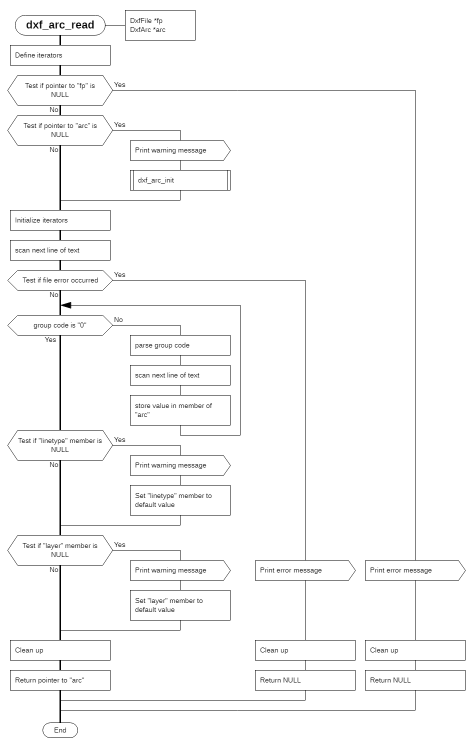 dxf_arc_read
DxfFile *fp
DxfArc *arc
Define iterators
Test if pointer to "fp" is
NULL
Yes
No
Test if pointer to "arc" is
NULL
Yes
No
Print warning message
dxf_arc_init
Initialize iterators
scan next line of text
Test if file error occurred
Yes
No
group code is "0"
No
Yes
parse group code
scan next line of text
store value in member of
"arc"
Test if "linetype" member is
NULL
Yes
No
Print warning message
Set "linetype" member to
default value
Test if "layer" member is
NULL
Yes
No
Print warning message
Print error message
Print error message
Set "layer" member to
default value
Clean up
Clean up
Clean up
Return pointer to "arc"
Return NULL
Return NULL
End